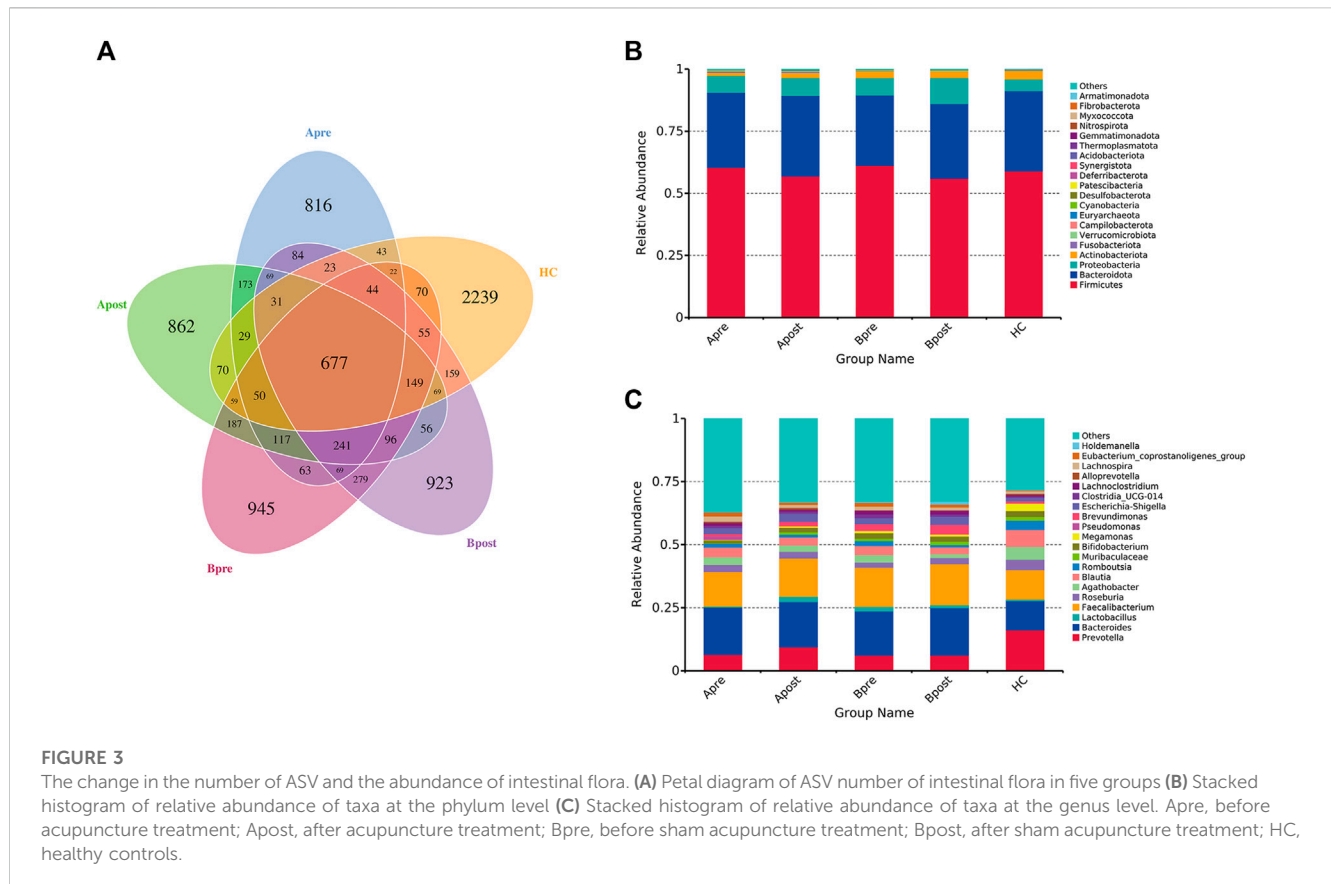 A
Apre
816
HC
2239
Apost
862
Bpre
945
Bpost
923
84
23
43
22
70
173
69
31
44
55
29
70
677
159
149
69
59
50
187
117
241
96
56
63
69
279
B
Relative Abundance
1
0.75
0.5
0.25
0
Apre
Apost
Bpre
Bpost
HC
Group Name
Others
Armatimonadota
Fibrobacterota
Myxococcota
Nitrospirota
Gemmatimonadota
Thermoplasmatota
Acidobacteriota
Synergistota
Deferribacterota
Patescibacteria
Desulfobacterota
Cyanobacteria
Euryarchaeota
Campilobacterota
Verrucomicrobiota
Fusobacteriota
Actinobacteriota
Proteobacteria
Bacteroidota
Firmicutes
C
Relative Abundance
1
0.75
0.5
0.25
0
Apre
Apost
Bpre
Bpost
HC
Group Name
Others
Holdemanella
Eubacterium_coprostanoligenes_group
Lachnospira
Alloprevotella
Lachnoclostridium
Clostridia_UCG-014
Escherichia-Shigella
Brevundimonas
Pseudomonas
Megamonas
Bifidobacterium
Muribaculaceae
Romboutsia
Blautia
Agathobacter
Roseburia
Faecalibacterium
Lactobacillus
Bacteroides
Prevotella
FIGURE 3
The change in the number of ASV and the abundance of intestinal flora. (A) Petal diagram of ASV number of intestinal flora in five groups (B) Stacked
histogram of relative abundance of taxa at the phylum level (C) Stacked histogram of relative abundance of taxa at the genus level. Apre, before
acupuncture treatment; Apost, after acupuncture treatment; Bpre, before sham acupuncture treatment; Bpost, after sham acupuncture treatment; HC,
healthy controls.